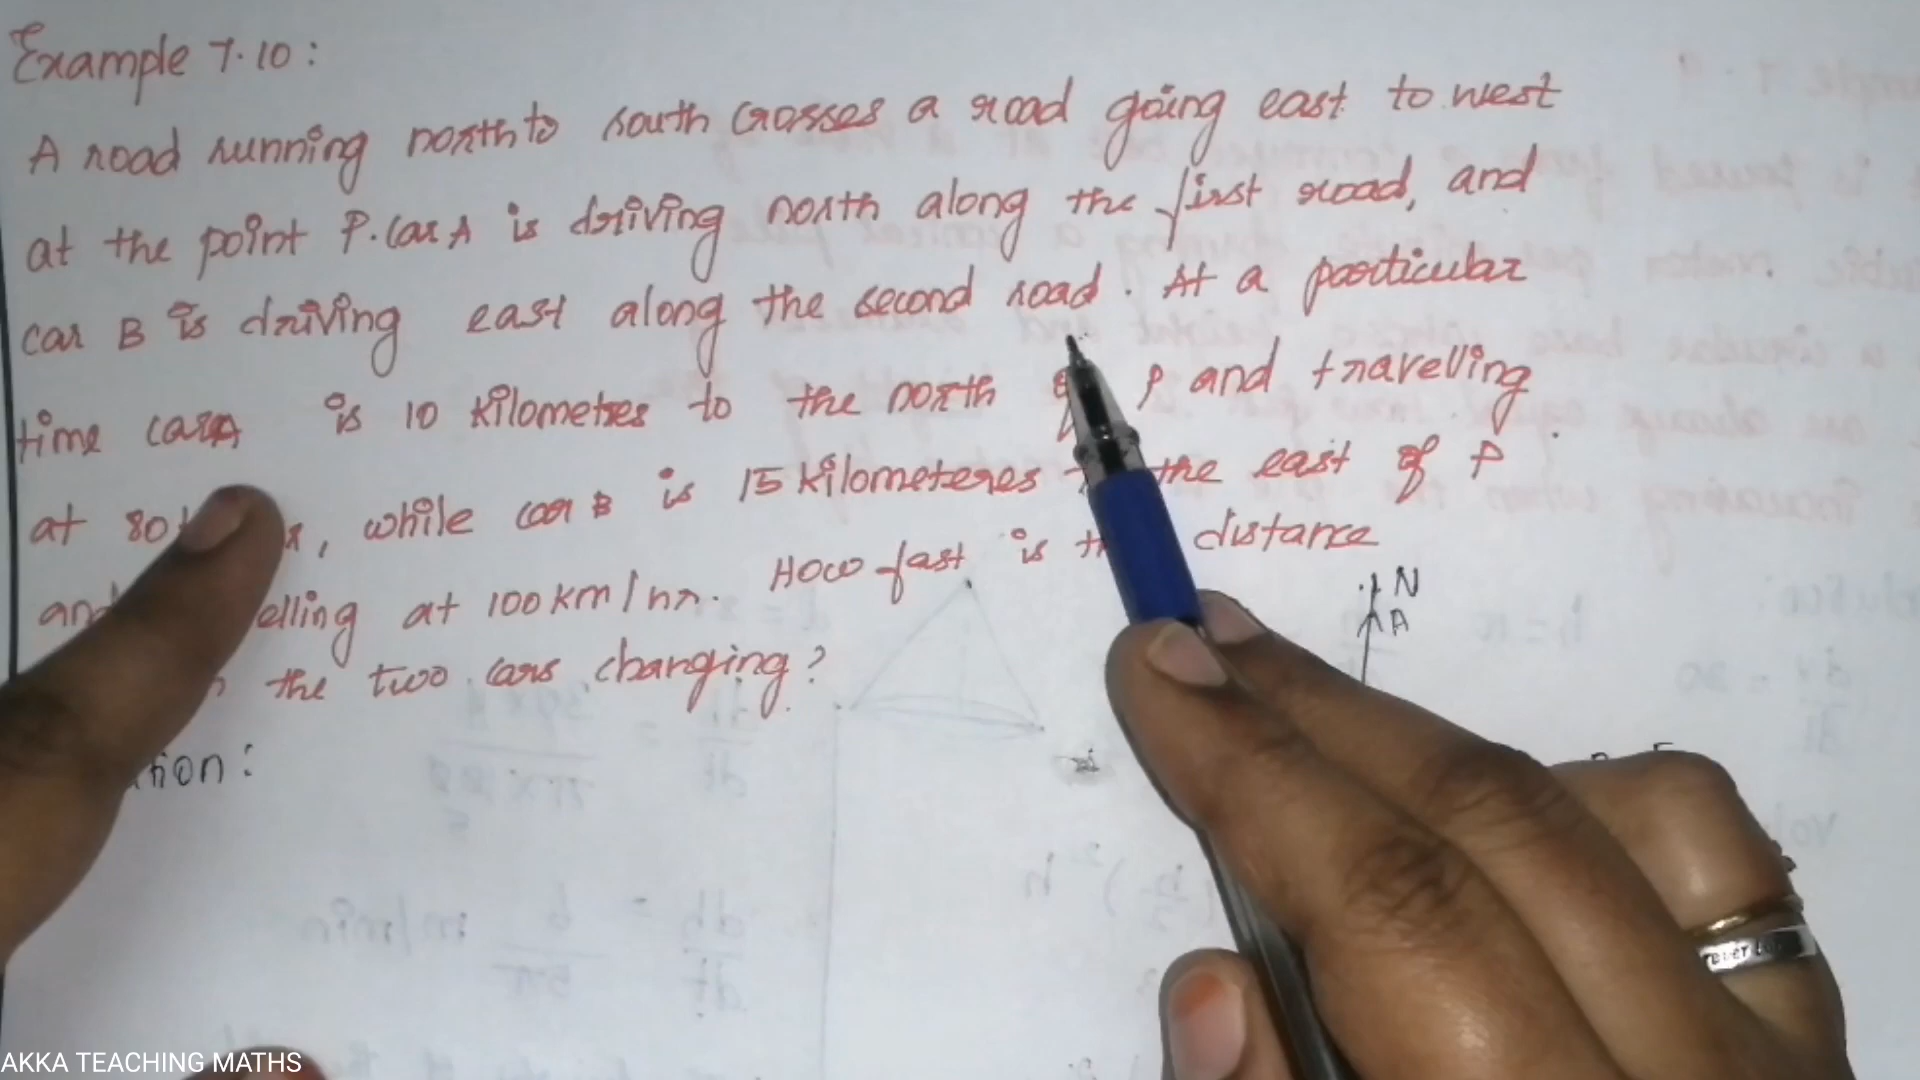 Example 7.10:
A road running north to south crosses a road going east to west
at the point P. Car A is driving north along the first road, and
car B is driving east along the second road. At a particular
time car A is 10 kilometres to the north of P and travelling
at 80 , while car B is 15 kilometeres the east of P
and elling at 100 km/hr. How fast is distance
the two cars changing?
N
A
tion:
AKKA TEACHING MATHS